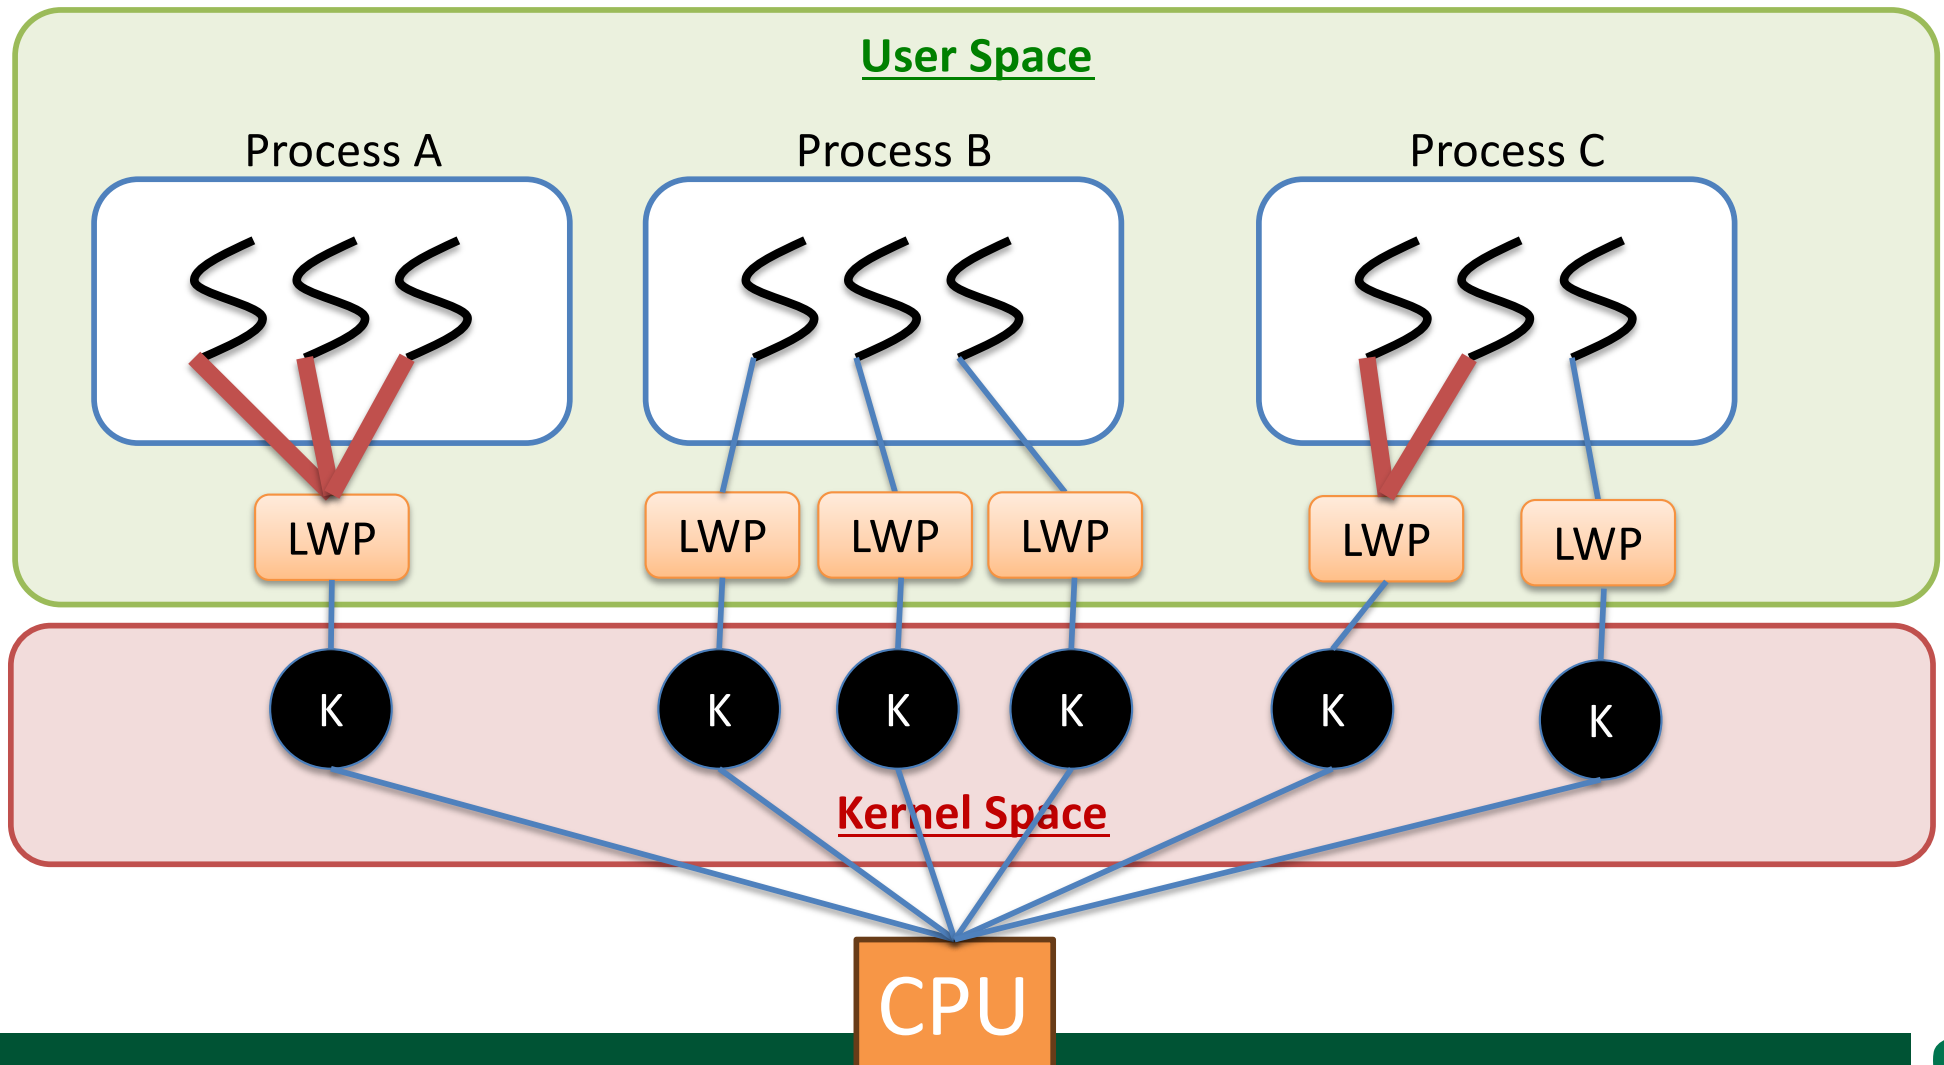 User Space
Process A
Process B
Process C
LWP
LWP
LWP
LWP
LWP
LWP
K
K
K
K
K
K
Kernel Space
CPU